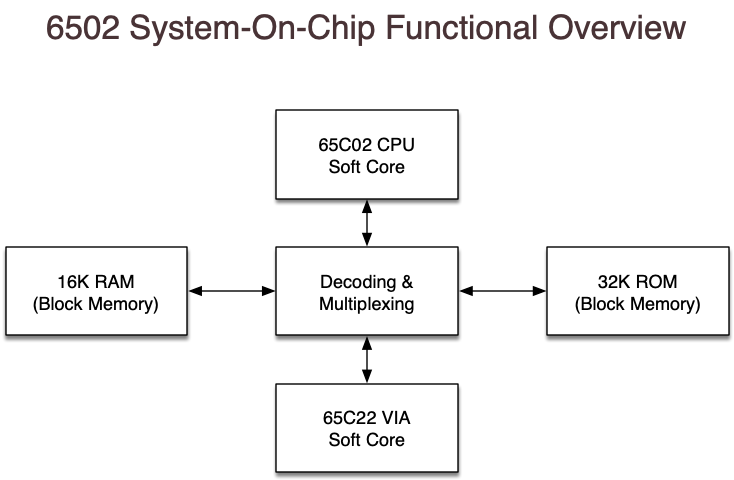 6502 System-On-Chip Functional Overview
65C02 CPU
Soft Core
16K RAM
(Block Memory)
Decoding &
Multiplexing
32K ROM
(Block Memory)
65C22 VIA
Soft Core